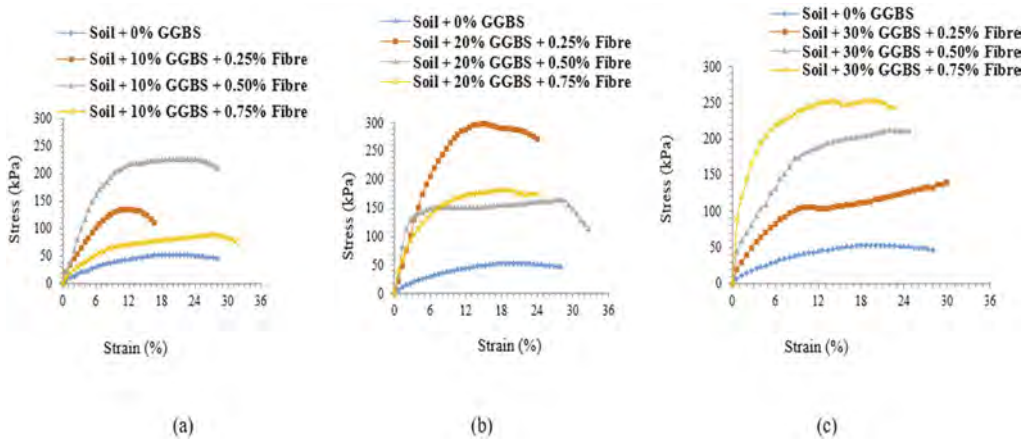 Soil + 0% GGBS
Soil + 10% GGBS + 0.25% Fibre
Soil + 10% GGBS + 0.50% Fibre
Soil + 10% GGBS + 0.75% Fibre
300
250
200
150
100
50
0
Stress (kPa)
0 6 12 18 24 30 36
Strain (%)
(a)
Soil + 0% GGBS
Soil + 20% GGBS + 0.25% Fibre
Soil + 20% GGBS + 0.50% Fibre
Soil + 20% GGBS + 0.75% Fibre
300
250
200
150
100
50
0
Stress (kPa)
0 6 12 18 24 30 36
Strain (%)
(b)
Soil + 0% GGBS
Soil + 30% GGBS + 0.25% Fibre
Soil + 30% GGBS + 0.50% Fibre
Soil + 30% GGBS + 0.75% Fibre
300
250
200
150
100
50
0
Stress (kPa)
0 6 12 18 24 30 36
Strain (%)
(c)